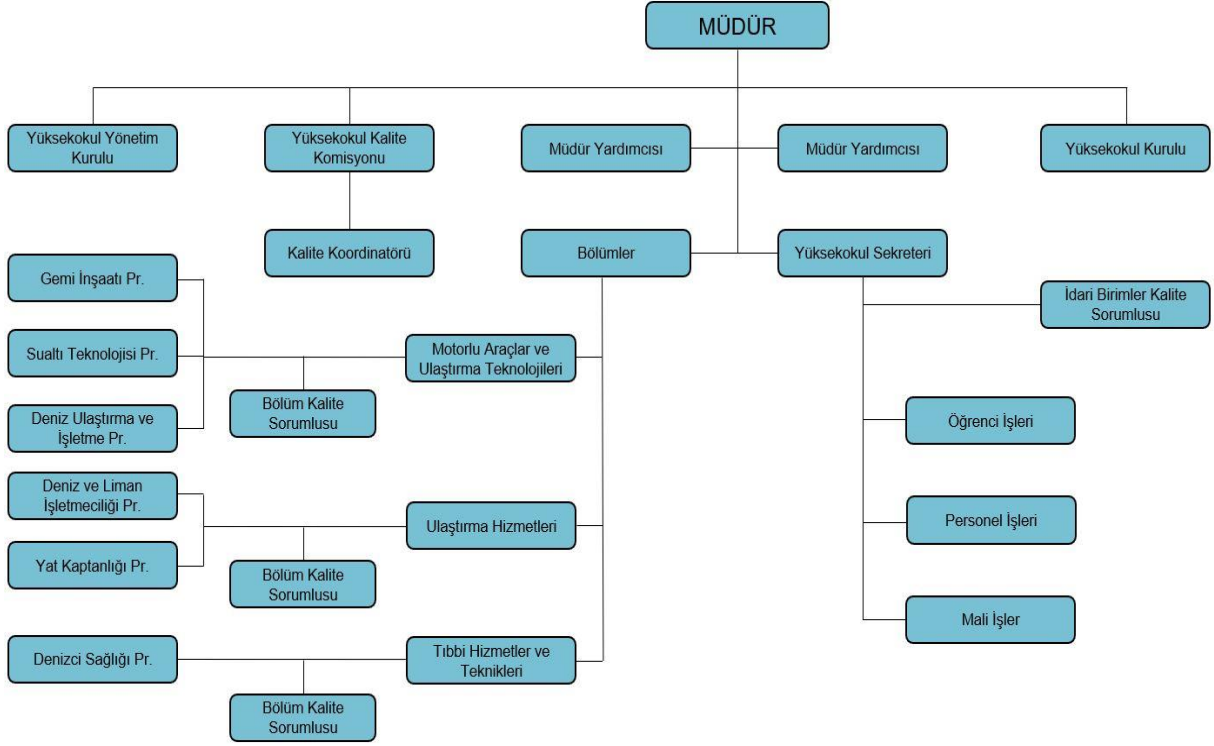 MÜDÜR
Yüksekokul Yönetim
Kurulu
Yüksekokul Kalite
Komisyonu
Müdür Yardımcısı
Müdür Yardımcısı
Yüksekokul Kurulu
Kalite Koordinatörü
Bölümler
Yüksekokul Sekreteri
Gemi İnşaatı Pr.
İdari Birimler Kalite
Sorumlusu
Sualtı Teknolojisi Pr.
Motorlu Araçlar ve
Ulaştırma Teknolojileri
Bölüm Kalite
Sorumlusu
Deniz Ulaştırma ve
İşletme Pr.
Öğrenci İşleri
Deniz ve Liman
İşletmeciliği Pr.
Ulaştırma Hizmetleri
Personel İşleri
Yat Kaptanlığı Pr.
Bölüm Kalite
Sorumlusu
Mali İşler
Denizci Sağlığı Pr.
Tıbbi Hizmetler ve
Teknikleri
Bölüm Kalite
Sorumlusu